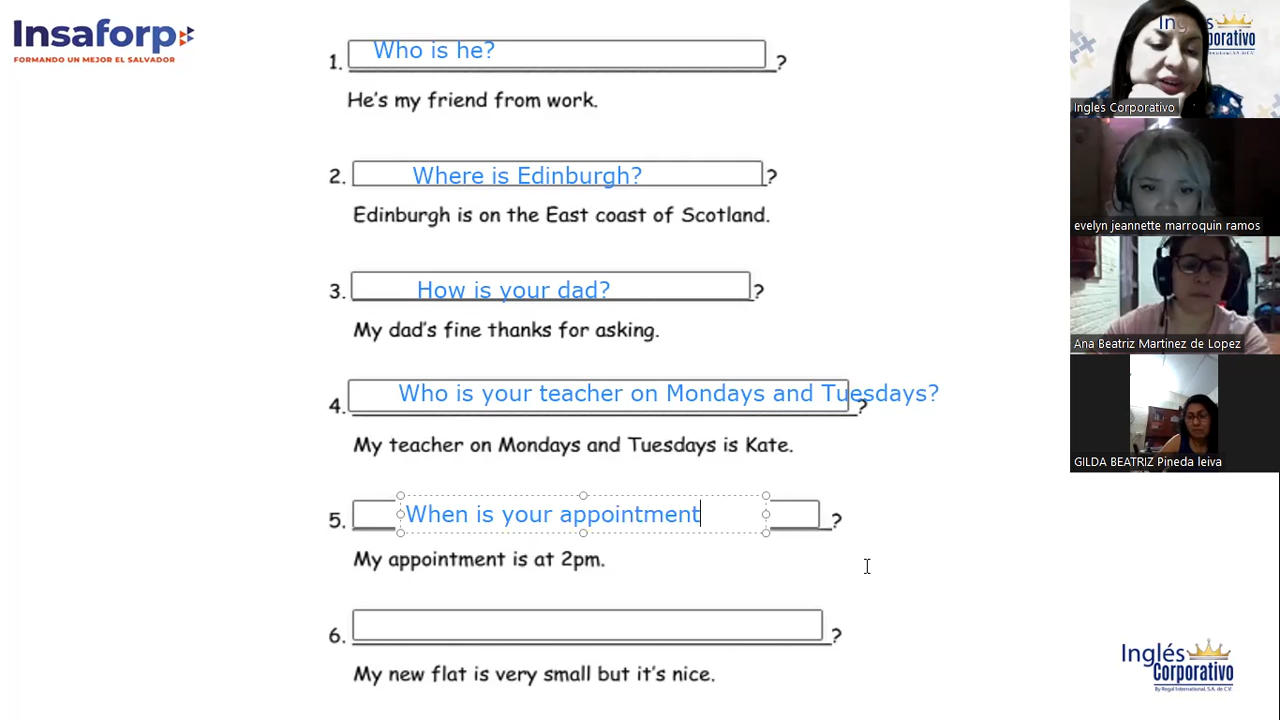 Insaforp
FORMANDO UN MEJOR EL SALVADOR
1. Who is he? ?
He's my friend from work.
2. Where is Edinburgh? ?
Edinburgh is on the East coast of Scotland.
3. How is your dad? ?
My dad's fine thanks for asking.
4. Who is your teacher on Mondays and Tuesdays? ?
My teacher on Mondays and Tuesdays is Kate.
5. When is your appointment ?
My appointment is at 2pm.
6. ?
My new flat is very small but it's nice.
Ingles Corporativo
evelyn jeannette marroquin ramos
Ana Beatriz Martinez de Lopez
GILDA BEATRIZ Pineda leiva
Inglés
Corporativo
By Regal International, S.A. de C.V.